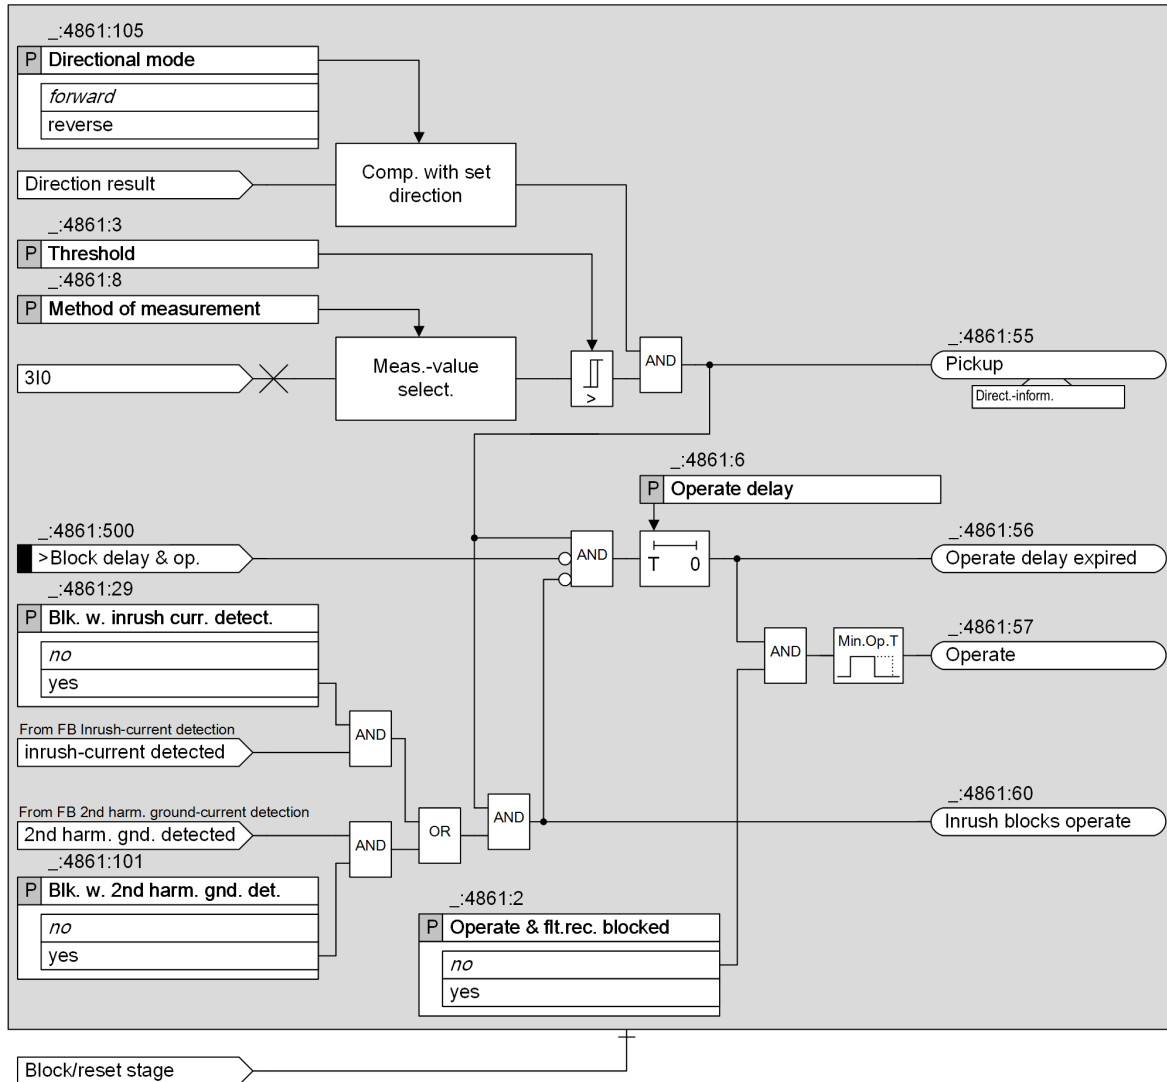 _:4861:105
P Directional mode
forward
reverse
Direction result
Comp. with set
direction
_:4861:3
P Threshold
_:4861:8
P Method of measurement
3I0
Meas.-value
select.
>
AND
_:4861:55
Pickup
Direct.-inform.
_:4861:6
P Operate delay
_:4861:500
>Block delay & op.
AND
T 0
_:4861:56
Operate delay expired
_:4861:29
P Blk. w. inrush curr. detect.
no
yes
AND
Min.Op.T
_:4861:57
Operate
From FB Inrush-current detection
inrush-current detected
AND
From FB 2nd harm. ground-current detection
2nd harm. gnd. detected
AND
OR
AND
_:4861:60
Inrush blocks operate
_:4861:101
P Blk. w. 2nd harm. gnd. det.
no
yes
_:4861:2
P Operate & flt.rec. blocked
no
yes
Block/reset stage